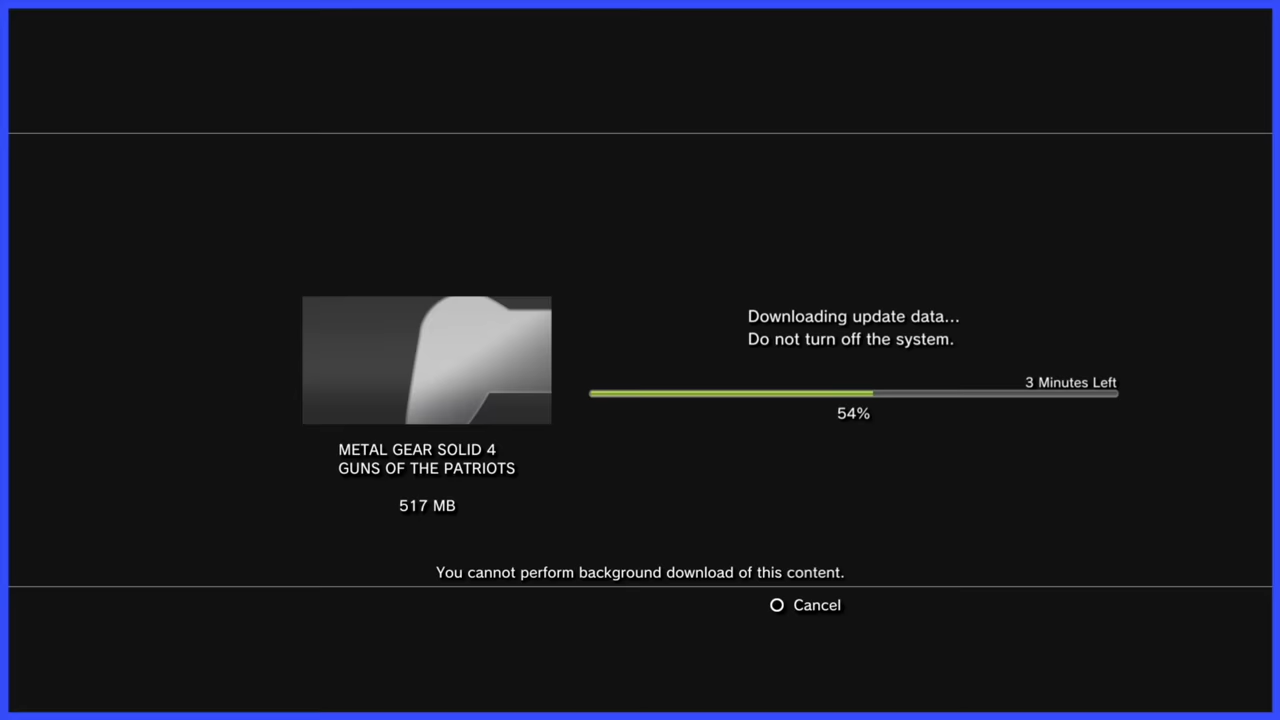 Downloading update data...
Do not turn off the system.
3 Minutes Left
54%
METAL GEAR SOLID 4
GUNS OF THE PATRIOTS
517 MB
You cannot perform background download of this content.
Cancel